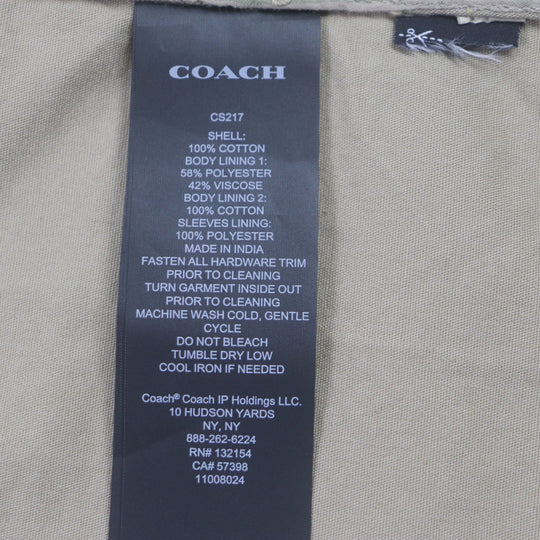 COACH
CS217
SHELL:
100% COTTON
BODY LINING 1:
58% POLYESTER
42% VISCOSE
BODY LINING 2:
100% COTTON
SLEEVES LINING:
100% POLYESTER
MADE IN INDIA
FASTEN ALL HARDWARE TRIM
PRIOR TO CLEANING
TURN GARMENT INSIDE OUT
PRIOR TO CLEANING
MACHINE WASH COLD, GENTLE
CYCLE
DO NOT BLEACH
TUMBLE DRY LOW
COOL IRON IF NEEDED
Coach® Coach IP Holdings LLC.
10 HUDSON YARDS
NY, NY
888-262-6224
RN# 132154
CA# 57398
11008024